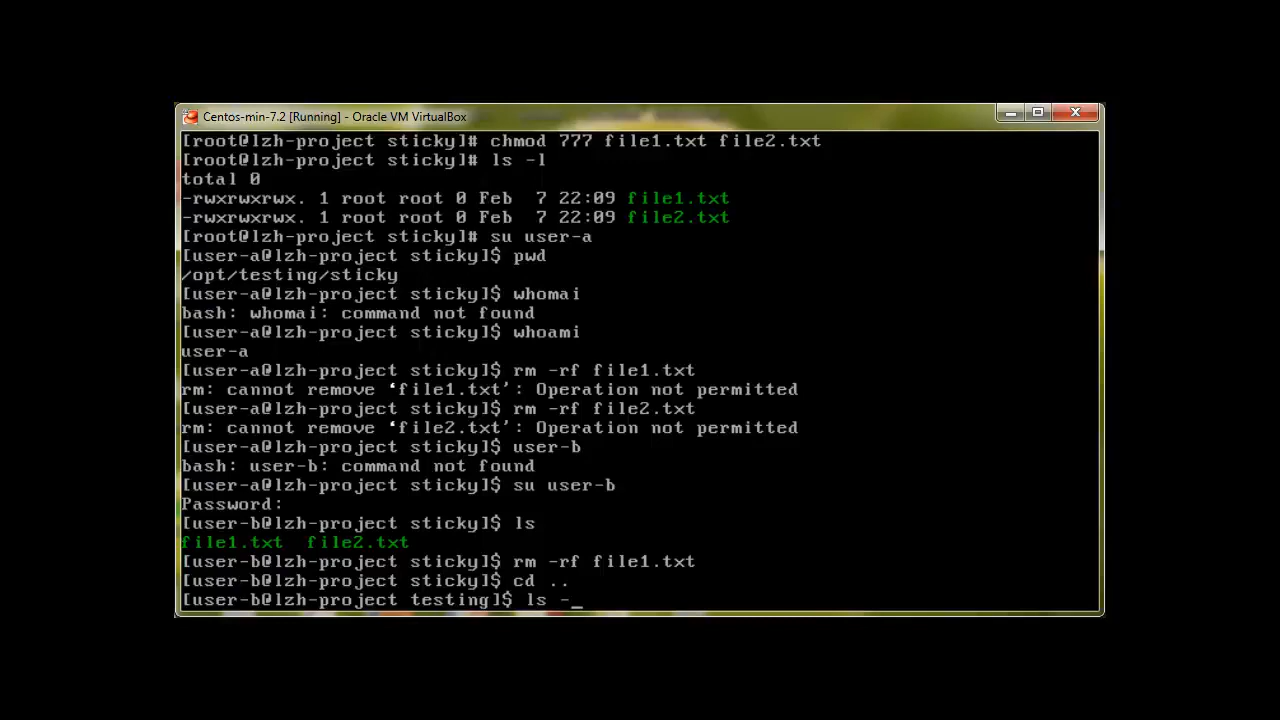 Centos-min-7.2 [Running] - Oracle VM VirtualBox
[root@lzh-project sticky]# chmod 777 file1.txt file2.txt
[root@lzh-project sticky]# ls -l
total 0
-rwxrwxrwx. 1 root root 0 Feb  7 22:09 file1.txt
-rwxrwxrwx. 1 root root 0 Feb  7 22:09 file2.txt
[root@lzh-project sticky]# su user-a
[user-a@lzh-project sticky]$ pwd
/opt/testing/sticky
[user-a@lzh-project sticky]$ whomai
bash: whomai: command not found
[user-a@lzh-project sticky]$ whoami
user-a
[user-a@lzh-project sticky]$ rm -rf file1.txt
rm: cannot remove ‘file1.txt’: Operation not permitted
[user-a@lzh-project sticky]$ rm -rf file2.txt
rm: cannot remove ‘file2.txt’: Operation not permitted
[user-a@lzh-project sticky]$ user-b
bash: user-b: command not found
[user-a@lzh-project sticky]$ su user-b
Password:
[user-b@lzh-project sticky]$ ls
file1.txt  file2.txt
[user-b@lzh-project sticky]$ rm -rf file1.txt
[user-b@lzh-project sticky]$ cd ..
[user-b@lzh-project testing]$ ls -_